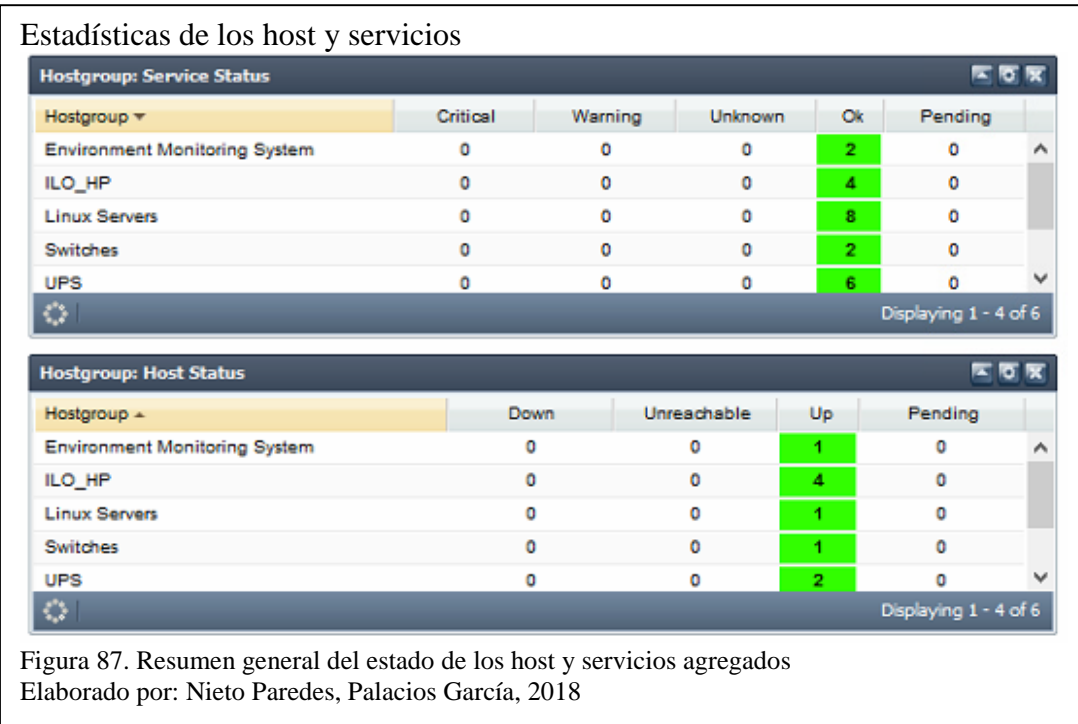 Estadísticas de los host y servicios
Hostgroup: Service Status
Hostgroup Critical Warning Unknown Ok Pending
Environment Monitoring System 0 0 0 2 0
ILO_HP 0 0 0 4 0
Linux Servers 0 0 0 8 0
Switches 0 0 0 2 0
UPS 0 0 0 6 0
Displaying 1 - 4 of 6
Hostgroup: Host Status
Hostgroup Down Unreachable Up Pending
Environment Monitoring System 0 0 1 0
ILO_HP 0 0 4 0
Linux Servers 0 0 1 0
Switches 0 0 1 0
UPS 0 0 2 0
Displaying 1 - 4 of 6
Figura 87. Resumen general del estado de los host y servicios agregados
Elaborado por: Nieto Paredes, Palacios García, 2018